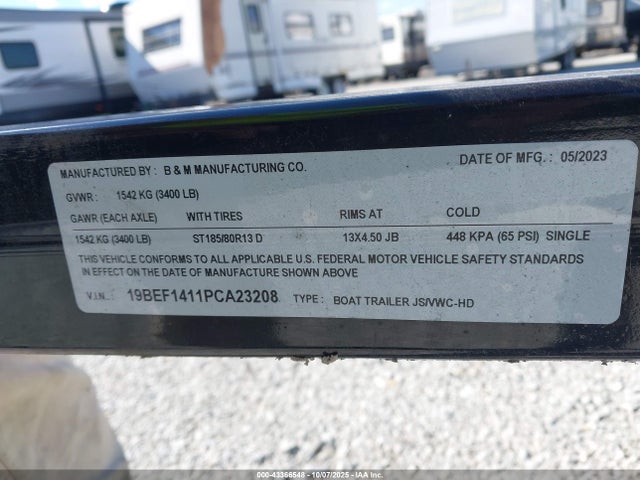 MANUFACTURED BY : B & M MANUFACTURING CO. DATE OF MFG. : 05/2023
GVWR : 1542 KG (3400 LB)
GAWR (EACH AXLE) WITH TIRES RIMS AT COLD
1542 KG (3400 LB) ST185/80R13 D 13X4.50 JB 448 KPA (65 PSI) SINGLE
THIS VEHICLE CONFORMS TO ALL APPLICABLE U.S. FEDERAL MOTOR VEHICLE SAFETY STANDARDS
IN EFFECT ON THE DATE OF MANUFACTURE SHOWN ABOVE
V.I.N.: 19BEF1411PCA23208 TYPE : BOAT TRAILER JS/VWC-HD
000-43366548 - 10/07/2025 - IAA Inc.